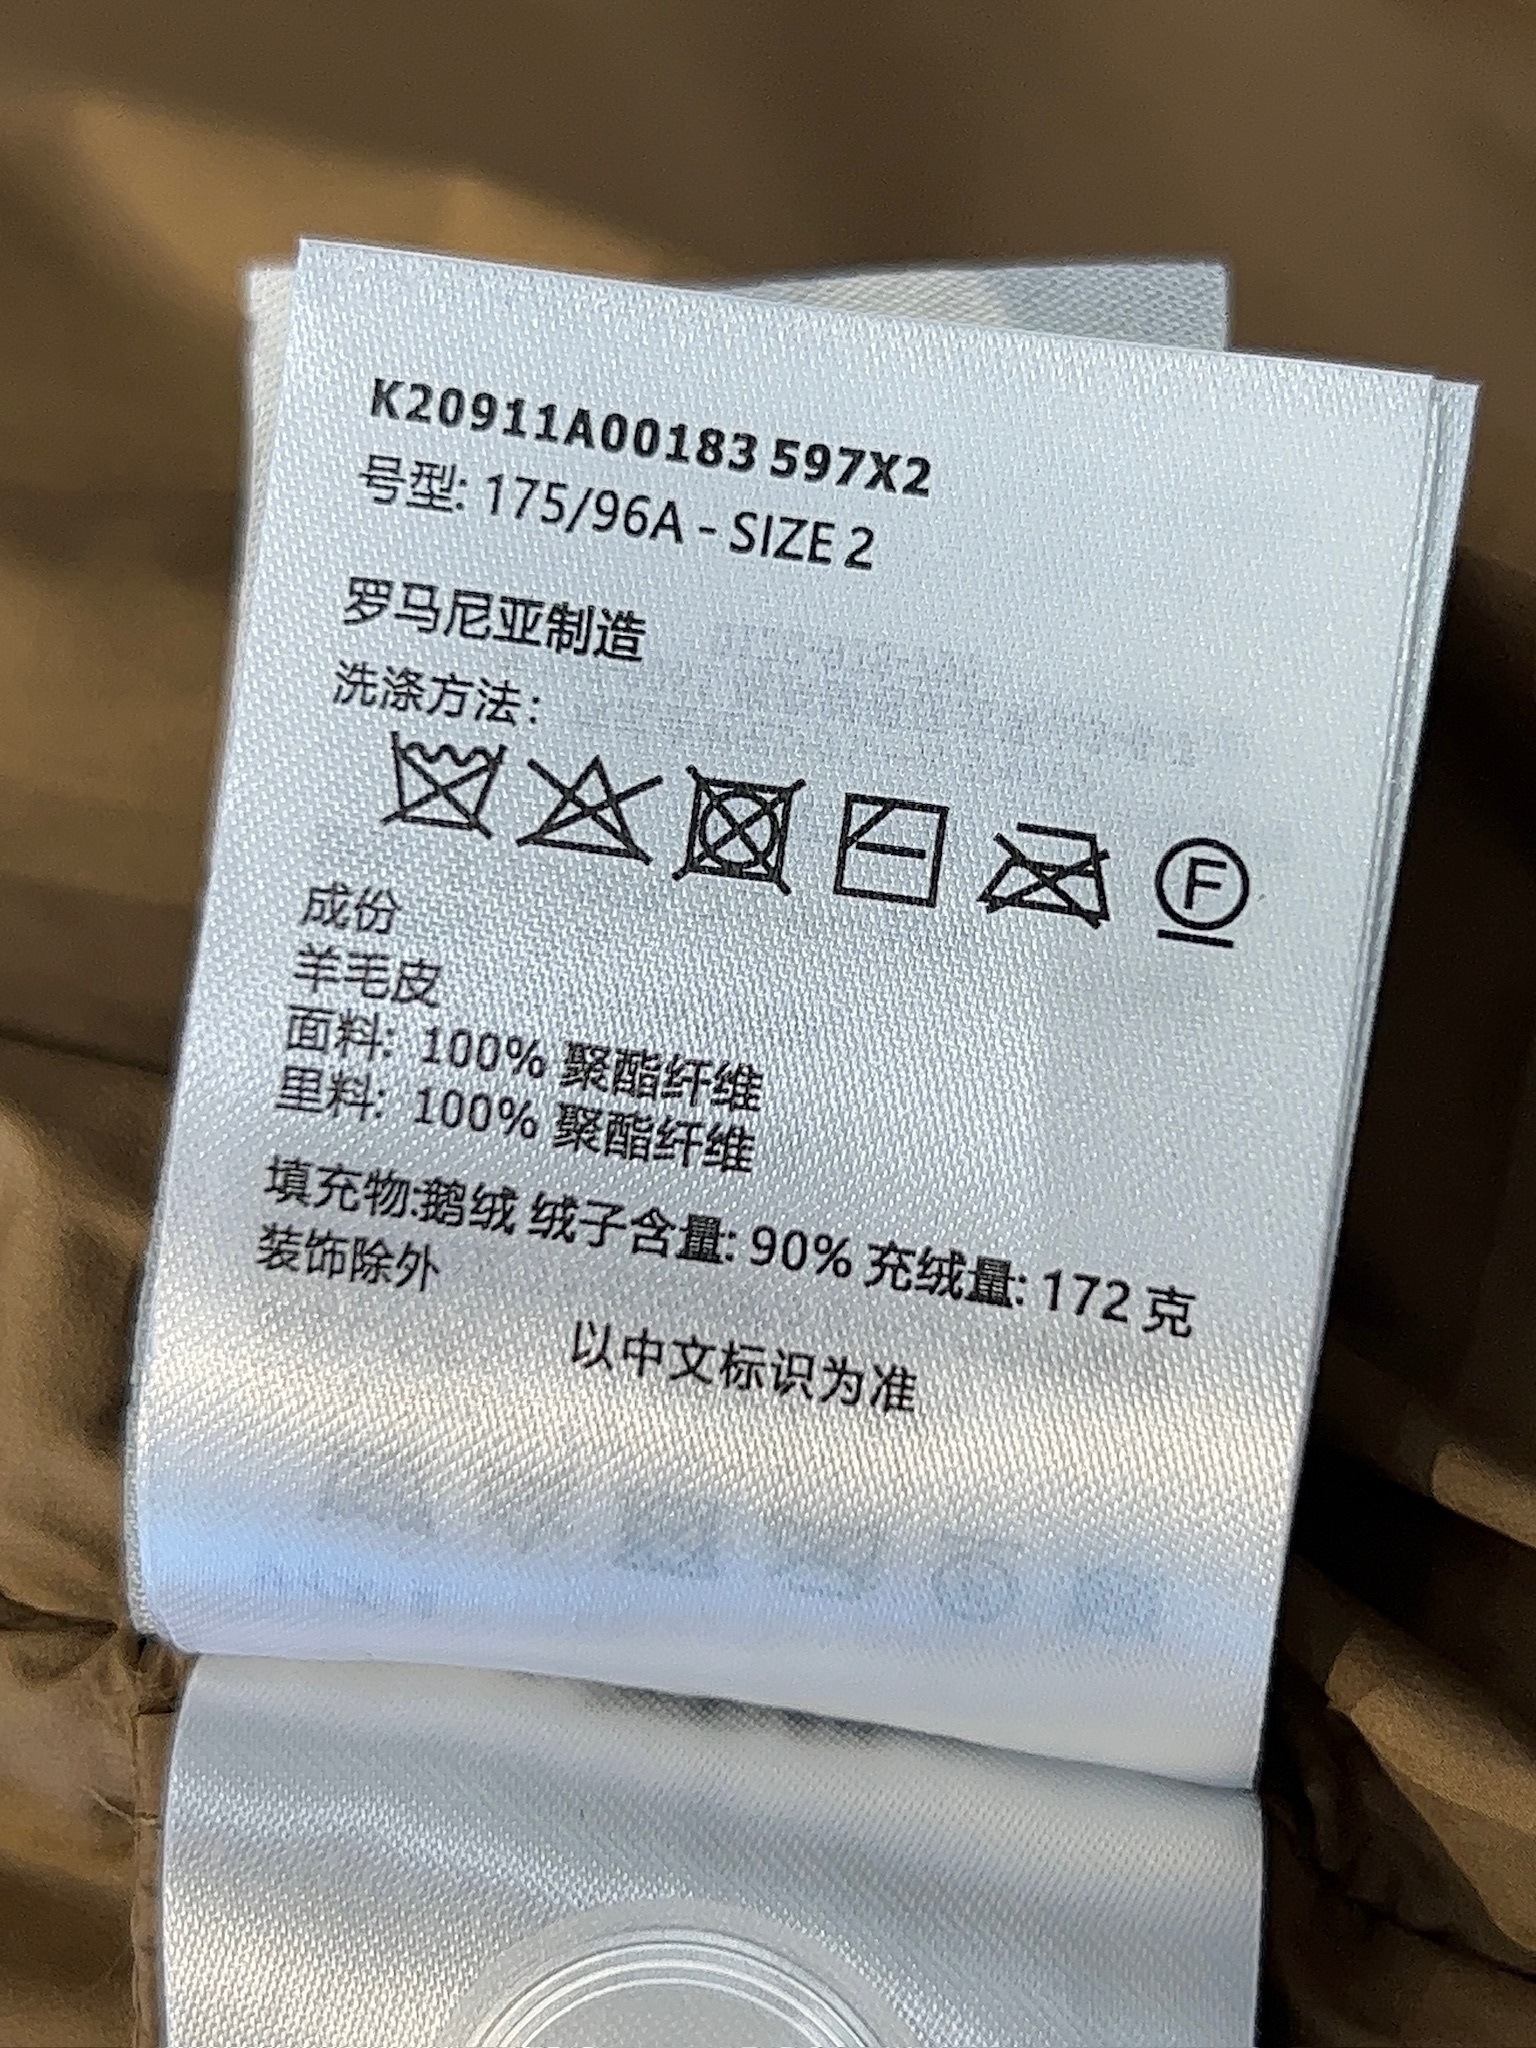 K20911A00183 597X2
号型: 175/96A - SIZE 2
罗马尼亚制造
洗涤方法:
F
成份
羊毛皮
面料: 100% 聚酯纤维
里料: 100% 聚酯纤维
填充物:鹅绒 绒子含量: 90% 充绒量: 172 克
装饰除外
以中文标识为准